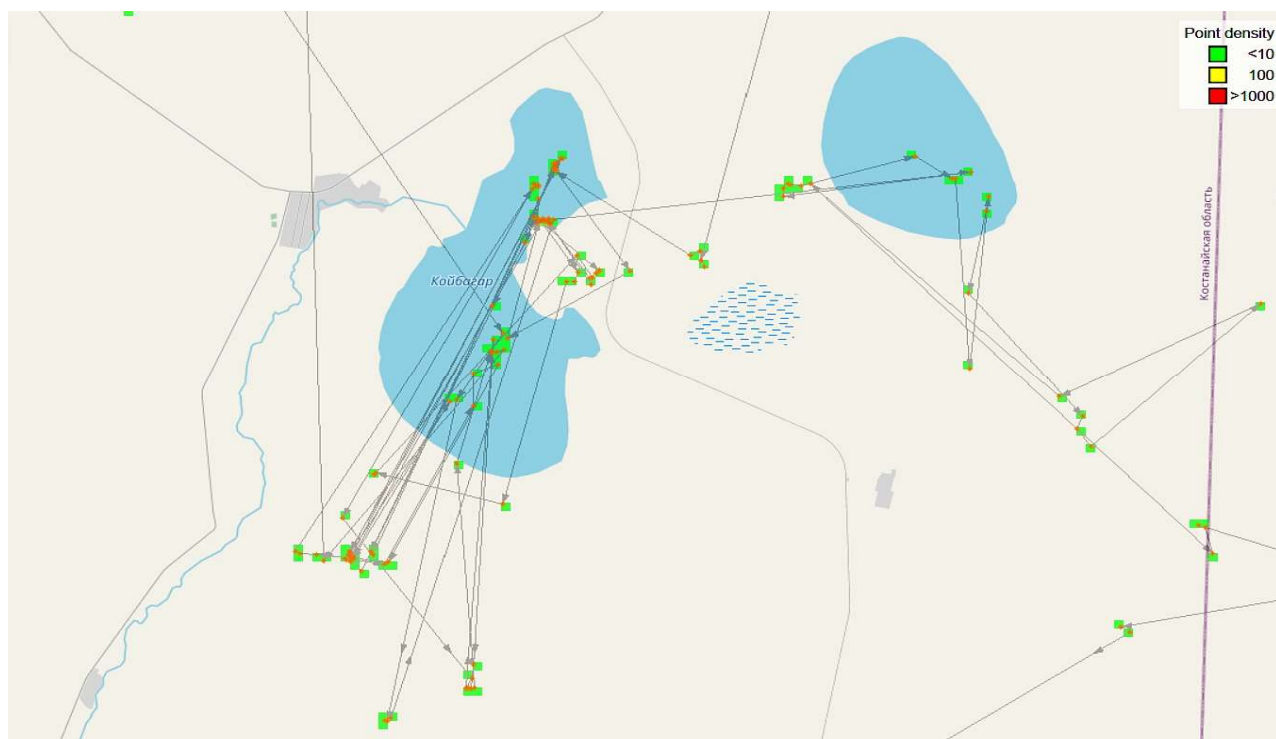 Point density
<10
100
>1000
Койбагар
Костанайская область